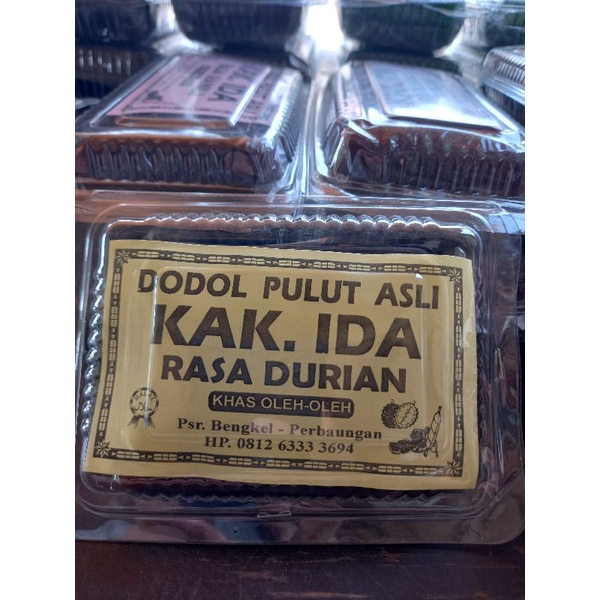 DODOL PULUT ASLI
KAK. IDA
RASA DURIAN
KHAS OLEH-OLEH
Psr. Bengkel - Perbaungan
HP. 0812 6333 3694